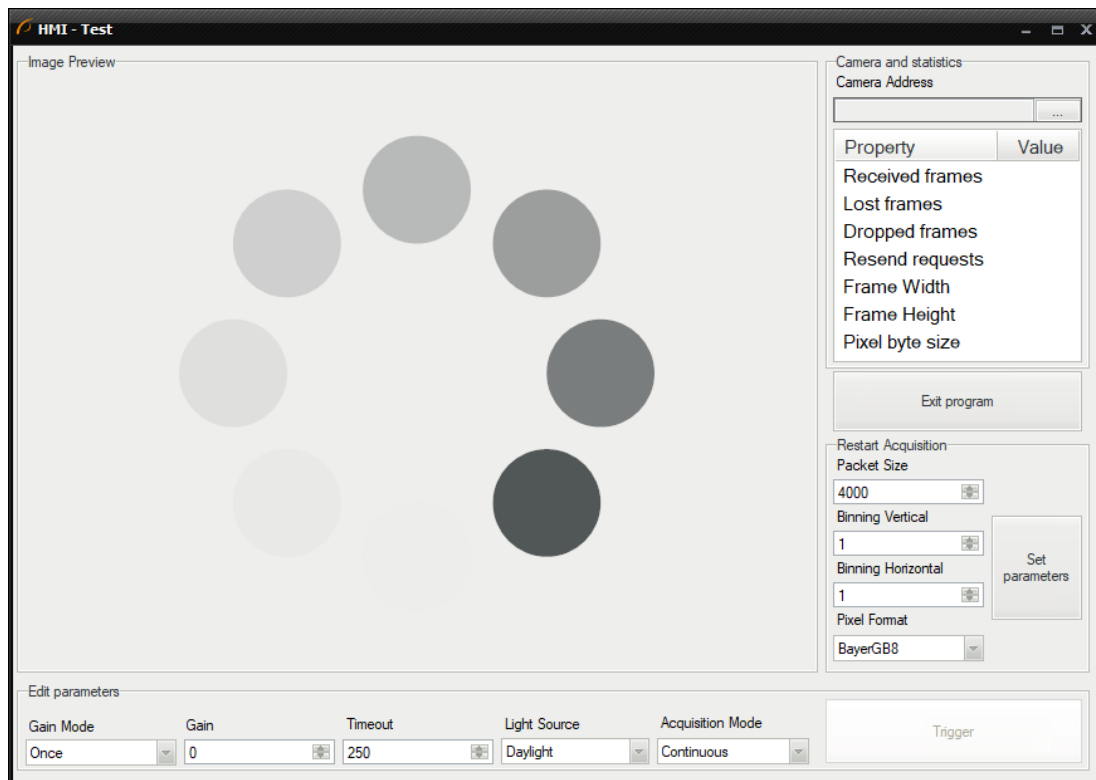 HMI - Test
Image Preview
Camera and statistics
Camera Address
...
Property Value
Received frames
Lost frames
Dropped frames
Resend requests
Frame Width
Frame Height
Pixel byte size
Exit program
Restart Acquisition
Packet Size
4000
Binning Vertical
1
Binning Horizontal
1
Set
parameters
Pixel Format
BayerGB8
Edit parameters
Gain Mode Gain Timeout Light Source Acquisition Mode
Once 0 250 Daylight Continuous
Trigger